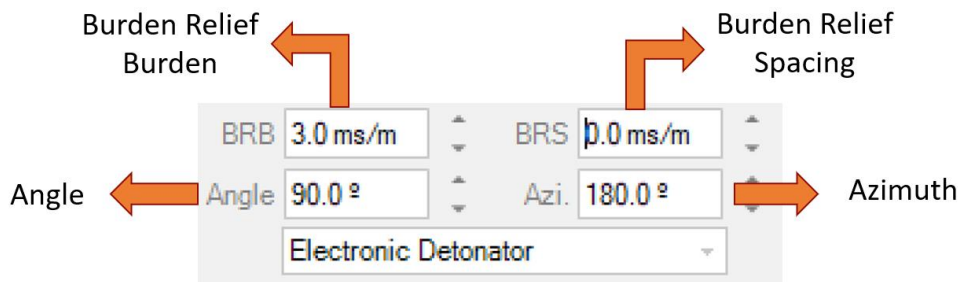 Burden Relief
Burden
Burden Relief
Spacing
BRB 3.0 ms/m BRS 0.0 ms/m
Angle Angle 90.0 º Azi. 180.0 º Azimuth
Electronic Detonator